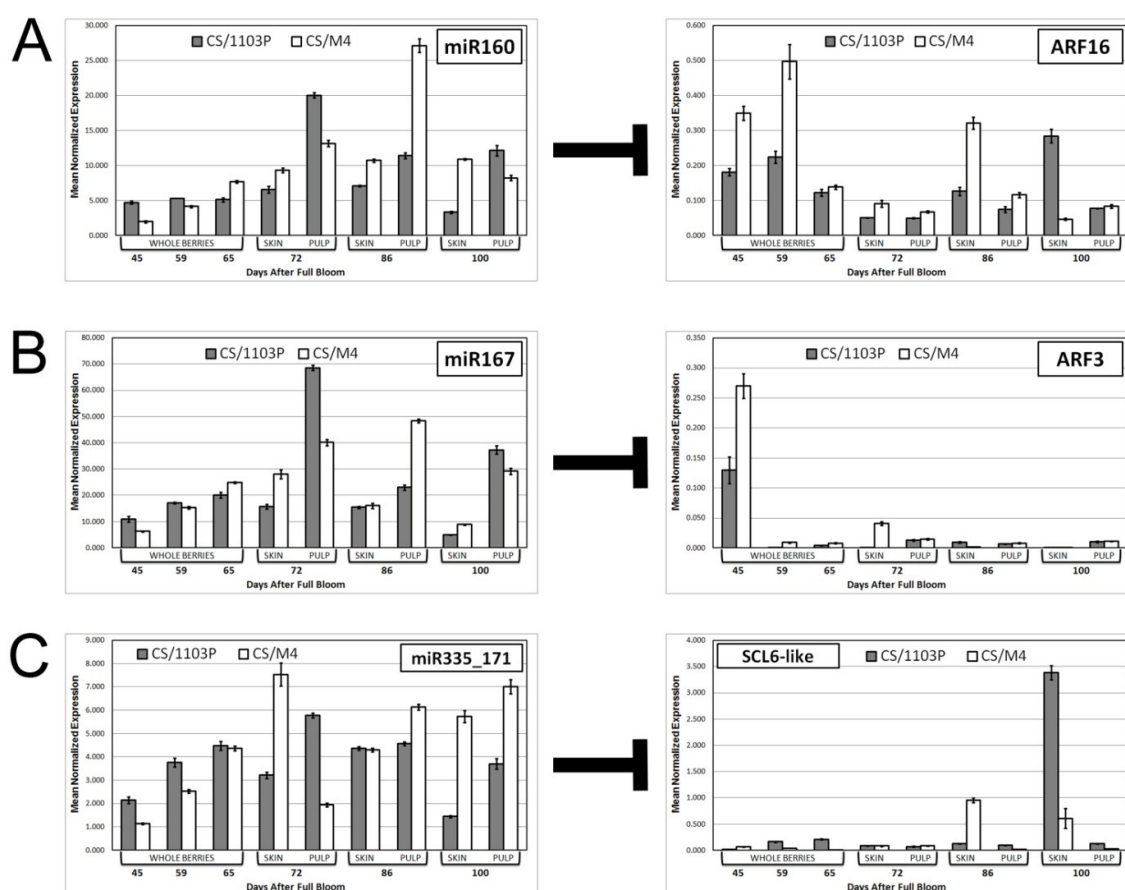 A
CS/1103P CS/M4
miR160
Mean Normalized Expression
30.000
25.000
20.000
15.000
10.000
5.000
0.000
WHOLE BERRIES SKIN PULP SKIN PULP SKIN PULP
45 59 65 72 86 100
Days After Full Bloom
CS/1103P CS/M4
ARF16
Mean Normalized Expression
0.600
0.500
0.400
0.300
0.200
0.100
0.000
WHOLE BERRIES SKIN PULP SKIN PULP SKIN PULP
45 59 65 72 86 100
Days After Full Bloom
B
CS/1103P CS/M4
miR167
Mean Normalized Expression
80.000
70.000
60.000
50.000
40.000
30.000
20.000
10.000
0.000
WHOLE BERRIES SKIN PULP SKIN PULP SKIN PULP
45 59 65 72 86 100
Days After Full Bloom
CS/1103P CS/M4
ARF3
Mean Normalized Expression
0.350
0.300
0.250
0.200
0.150
0.100
0.050
0.000
WHOLE BERRIES SKIN PULP SKIN PULP SKIN PULP
45 59 65 72 86 100
Days After Full Bloom
C
CS/1103P CS/M4
miR335_171
Mean Normalized Expression
9.000
8.000
7.000
6.000
5.000
4.000
3.000
2.000
1.000
0.000
WHOLE BERRIES SKIN PULP SKIN PULP SKIN PULP
45 59 65 72 86 100
Days After Full Bloom
SCL6-like
CS/1103P CS/M4
Mean Normalized Expression
4.000
3.500
3.000
2.500
2.000
1.500
1.000
0.500
0.000
WHOLE BERRIES SKIN PULP SKIN PULP SKIN PULP
45 59 65 72 86 100
Days After Full Bloom